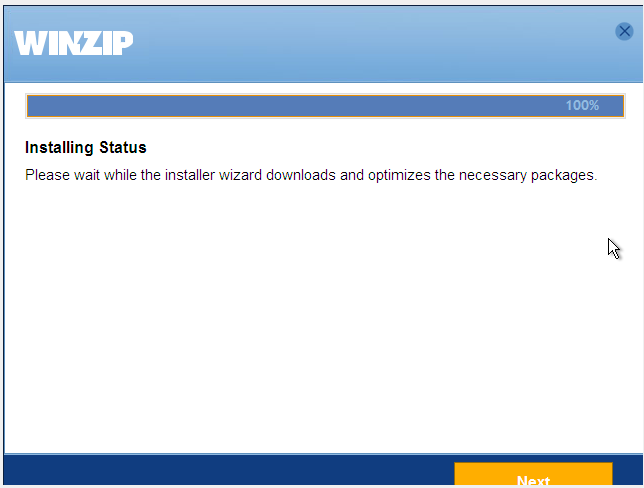 WINZIP
100%
Installing Status
Please wait while the installer wizard downloads and optimizes the necessary packages.
Next